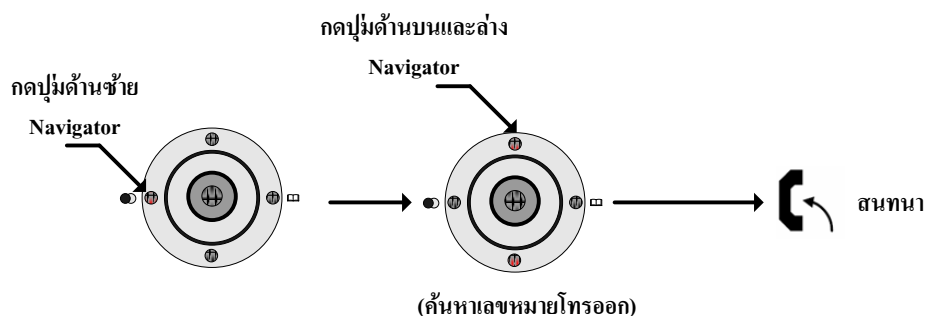 กดปุ่มด้านบนและล่าง
Navigator
กดปุ่มด้านซ้าย
Navigator
สนทนา
(ค้นหาเลขหมายโทรออก)